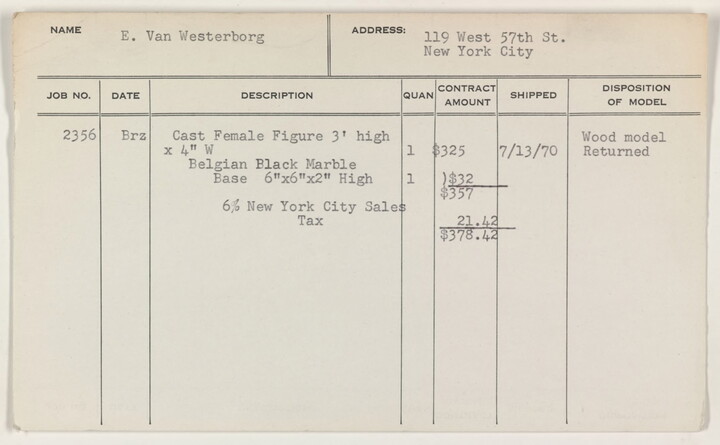 NAME E. Van Westerborg ADDRESS: 119 West 57th St.
New York City
JOB NO. DATE DESCRIPTION QUAN CONTRACT AMOUNT SHIPPED DISPOSITION OF MODEL
2356 Brz Cast Female Figure 3' high Wood model
x 4" W 1 $325 7/13/70 Returned
Belgian Black Marble
Base 6"x6"x2" High 1 )$32
$357
6% New York City Sales
Tax 21.42
$378.42